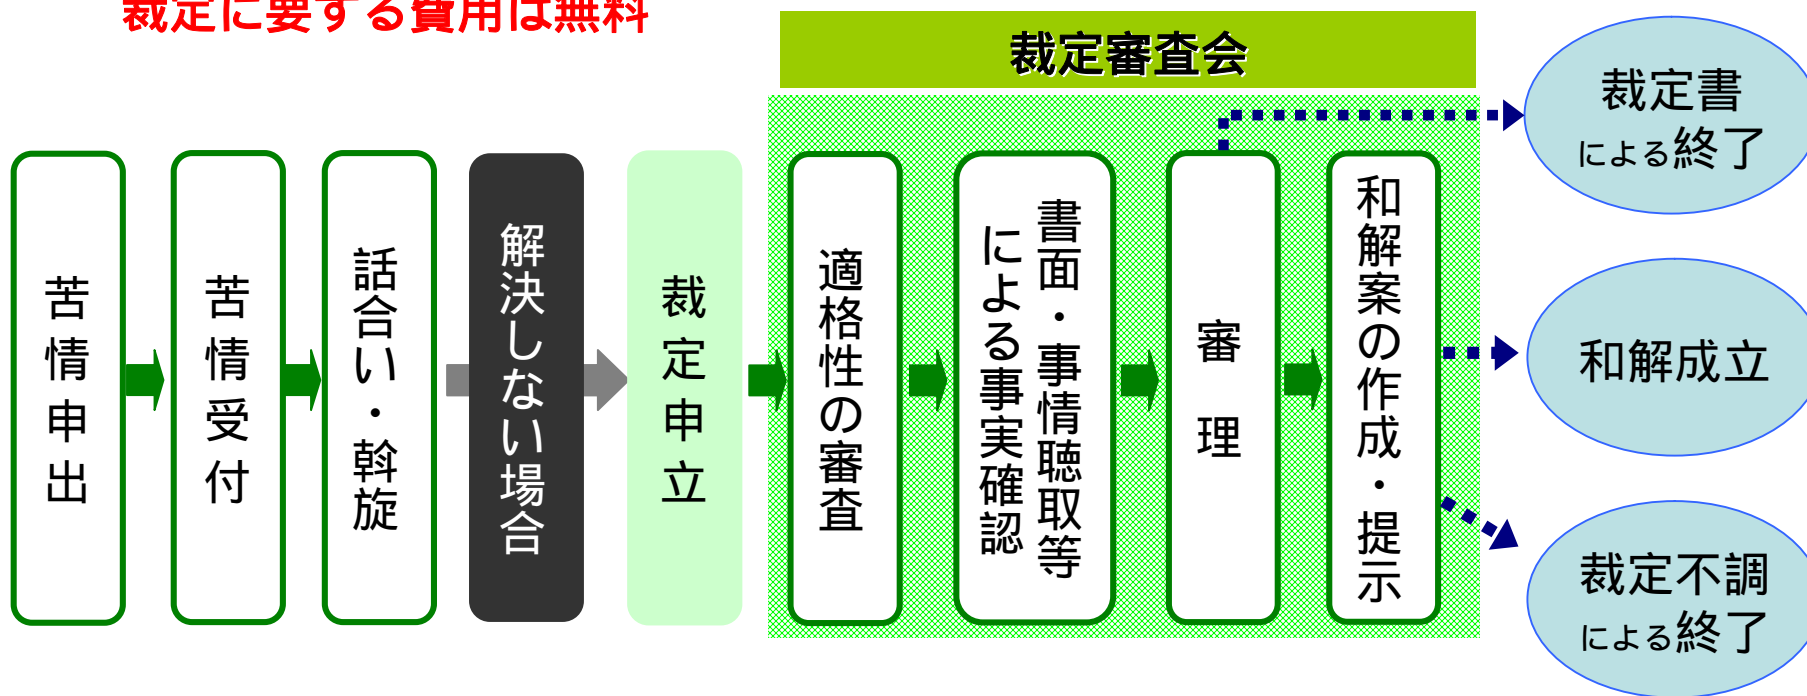 裁定に要する費用は無料
裁定審査会
苦情申出
苦情受付
話合い・斡旋
解決しない場合
裁定申立
適格性の審査
書面・事情聴取等
による事実確認
審理
和解案の作成・提示
裁定書
による終了
和解成立
裁定不調
による終了